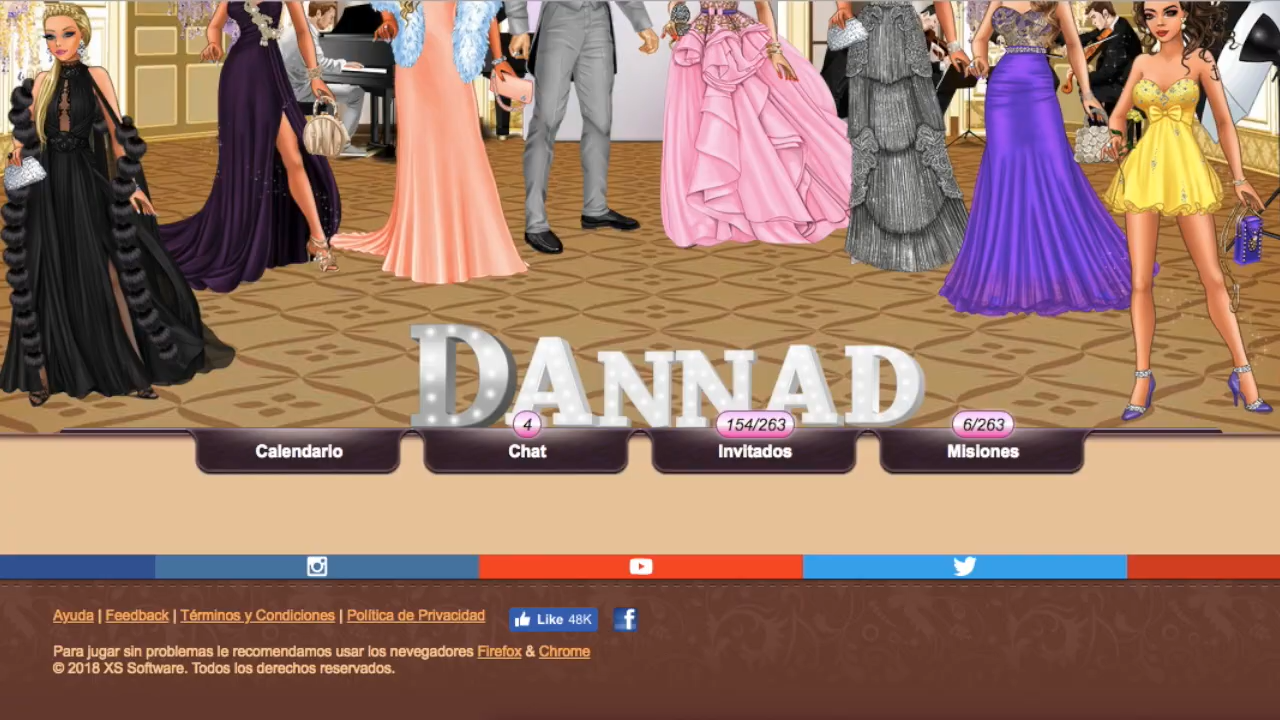 DANNAD
4
154/263
6/263
Calendario
Chat
Invitados
Misiones
Ayuda | Feedback | Términos y Condiciones | Política de Privacidad
Like 48K
Para jugar sin problemas le recomendamos usar los nevegadores Firefox & Chrome
© 2018 XS Software. Todos los derechos reservados.